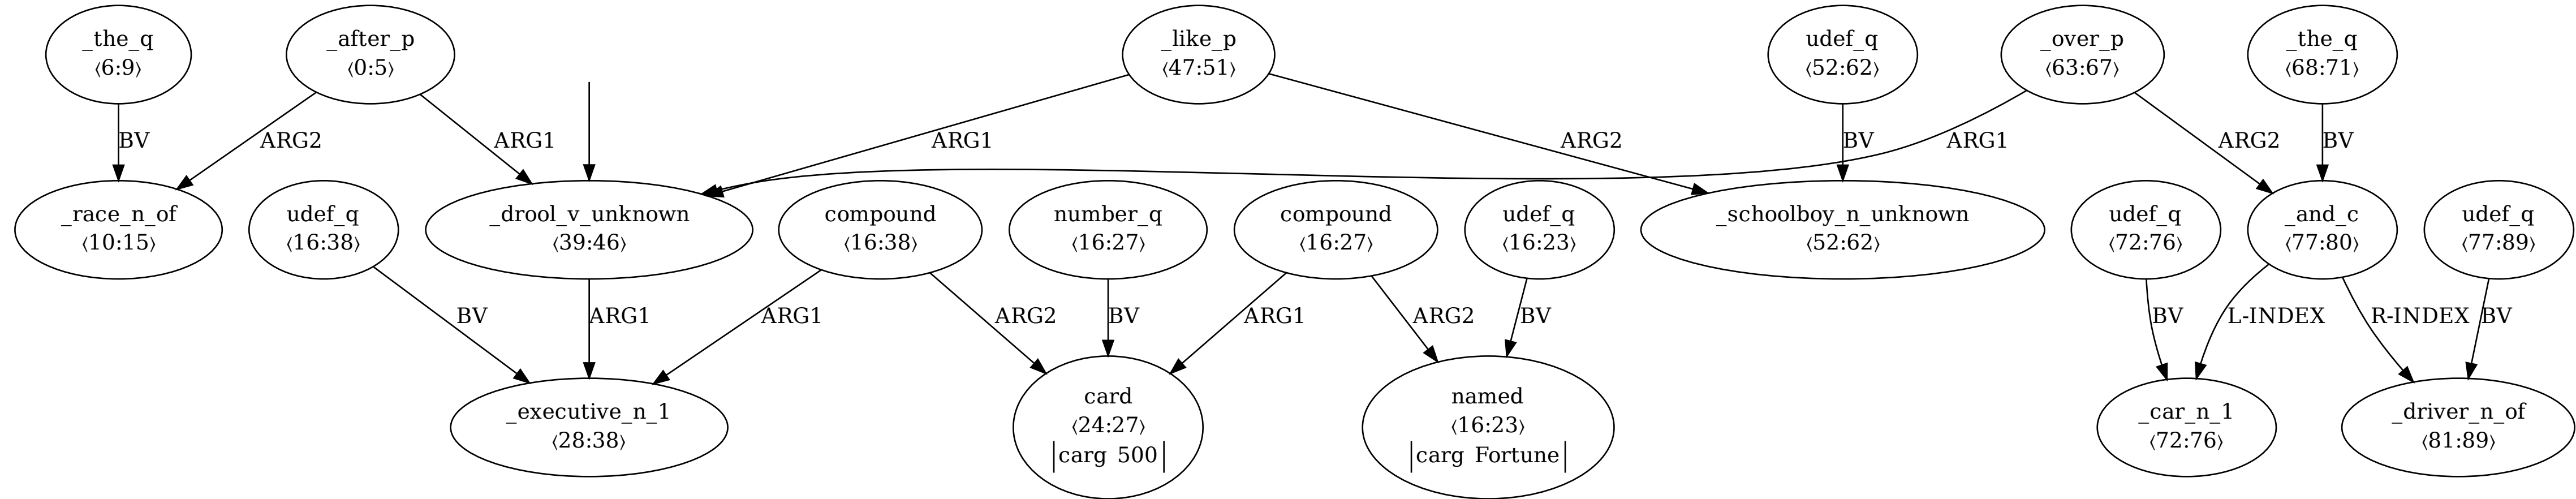 _the_q
⟨6:9⟩
_after_p
⟨0:5⟩
_like_p
⟨47:51⟩
udef_q
⟨52:62⟩
_over_p
⟨63:67⟩
_the_q
⟨68:71⟩
BV
ARG2
ARG1
ARG1
ARG2
BV
ARG1
ARG2
BV
_race_n_of
⟨10:15⟩
udef_q
⟨16:38⟩
_drool_v_unknown
⟨39:46⟩
compound
⟨16:38⟩
number_q
⟨16:27⟩
compound
⟨16:27⟩
udef_q
⟨16:23⟩
_schoolboy_n_unknown
⟨52:62⟩
udef_q
⟨72:76⟩
_and_c
⟨77:80⟩
udef_q
⟨77:89⟩
BV
ARG1
ARG1
ARG2
BV
ARG1
ARG2
BV
BV
L-INDEX
R-INDEX
BV
_executive_n_1
⟨28:38⟩
card
⟨24:27⟩
carg 500
named
⟨16:23⟩
carg Fortune
_car_n_1
⟨72:76⟩
_driver_n_of
⟨81:89⟩